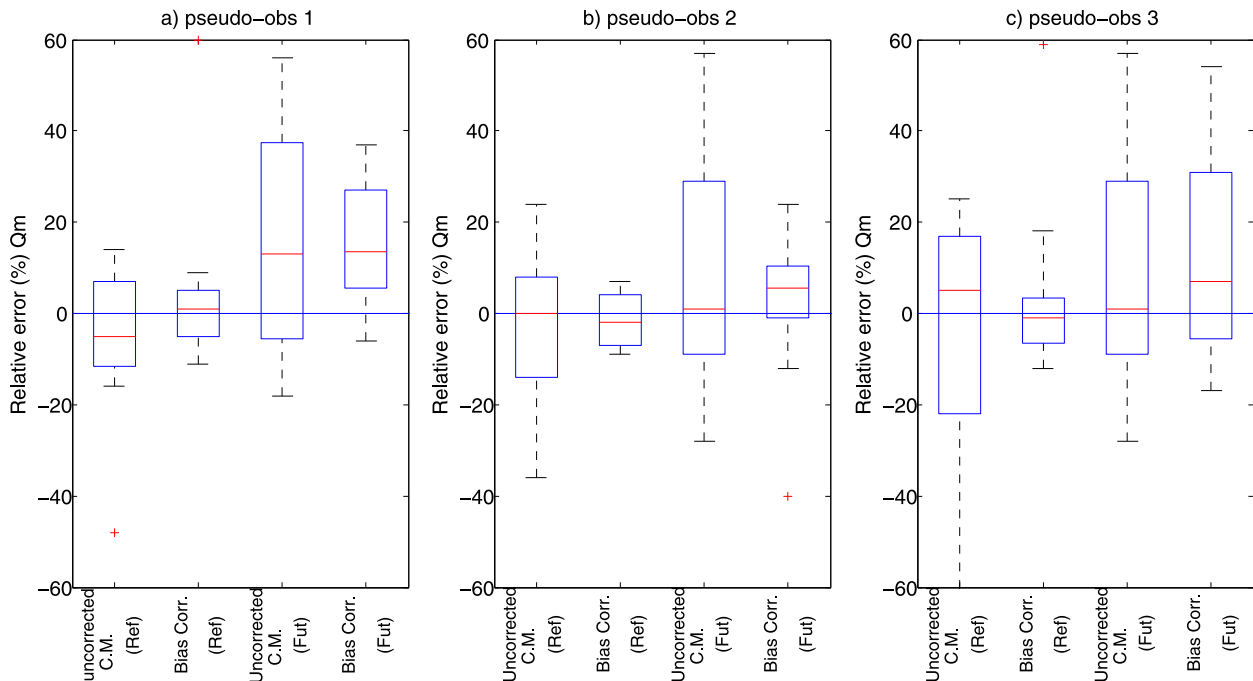 a) pseudo-obs 1
60
40
20
0
-20
-40
-60
Relative error (%) Qm
uncorrected
C.M.
(Ref)
Bias Corr.
(Ref)
Uncorrected
C.M.
(Fut)
Bias Corr.
(Fut)
b) pseudo-obs 2
60
40
20
0
-20
-40
-60
Relative error (%) Qm
Uncorrected
C.M.
(Ref)
Bias Corr.
(Ref)
Uncorrected
C.M.
(Fut)
Bias Corr.
(Fut)
c) pseudo-obs 3
60
40
20
0
-20
-40
-60
Relative error (%) Qm
Uncorrected
C.M.
(Ref)
Bias Corr.
(Ref)
Uncorrected
C.M.
(Fut)
Bias Corr.
(Fut)